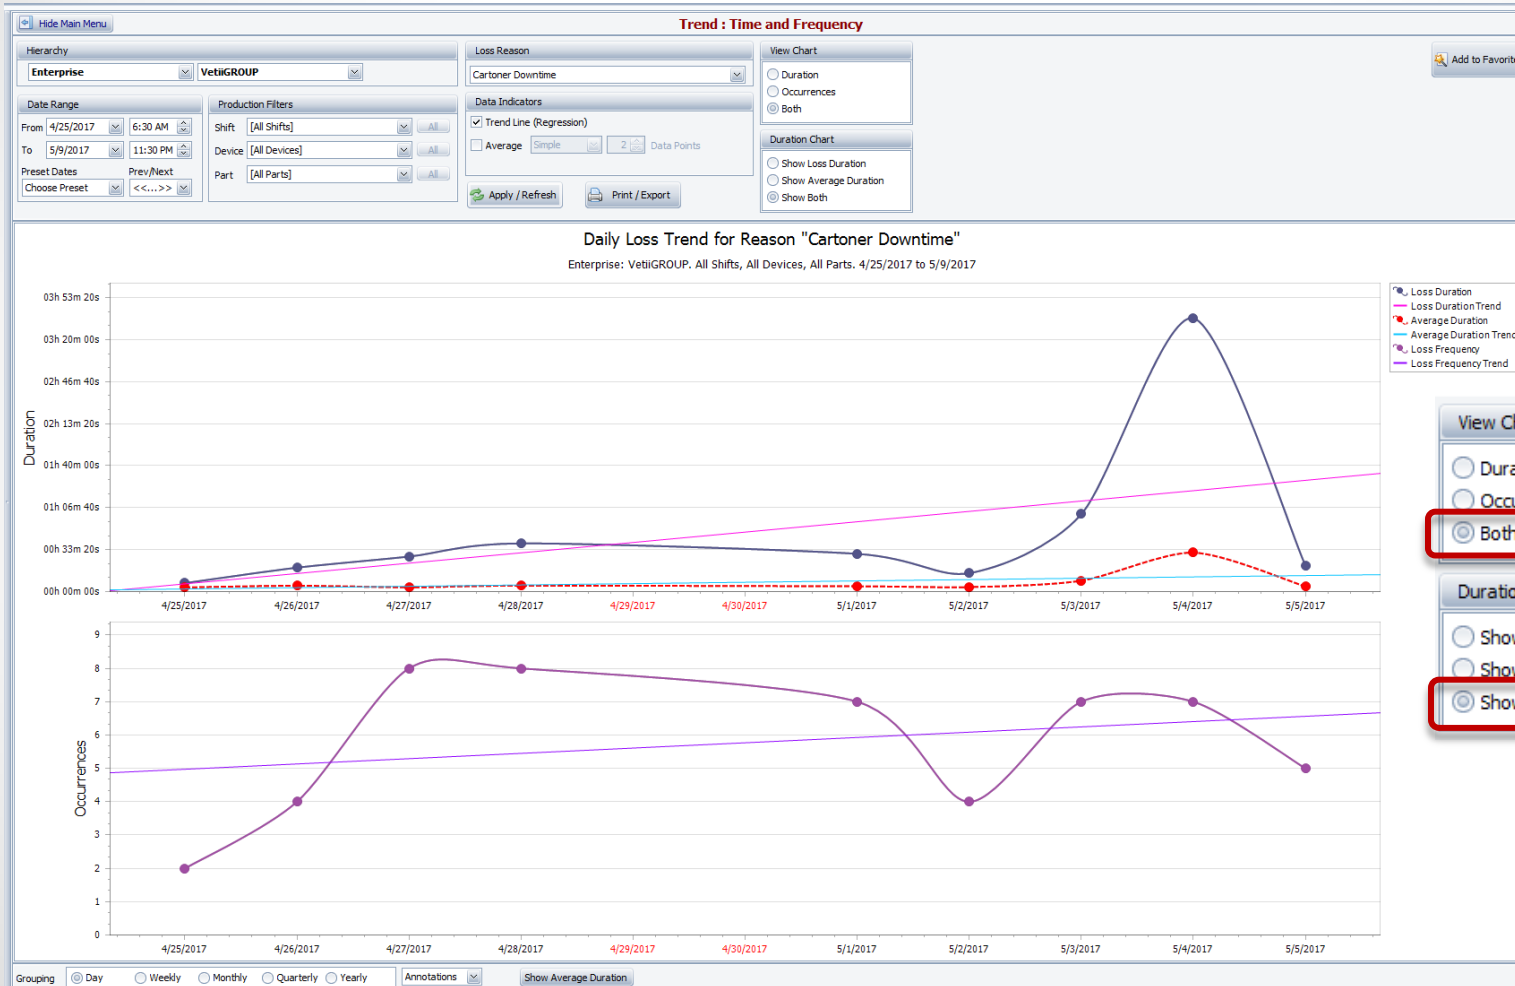 Hide Main Menu
Trend : Time and Frequency
Hierarchy
Enterprise
VetiiGROUP
Loss Reason
Cartoner Downtime
View Chart
Duration
Occurrences
Both
Add to Favorite
Date Range
From 4/25/2017 6:30 AM
To 5/9/2017 11:30 PM
Preset Dates Prev/Next
Choose Preset <<...>>
Production Filters
Shift [All Shifts] All
Device [All Devices] All
Part [All Parts] All
Data Indicators
Trend Line (Regression)
Average Simple 2 Data Points
Apply / Refresh
Print / Export
Duration Chart
Show Loss Duration
Show Average Duration
Show Both
Daily Loss Trend for Reason "Cartoner Downtime"
Enterprise: VetiiGROUP. All Shifts, All Devices, All Parts. 4/25/2017 to 5/9/2017
Duration
03h 53m 20s
03h 20m 00s
02h 46m 40s
02h 13m 20s
01h 40m 00s
01h 06m 40s
00h 33m 20s
00h 00m 00s
4/25/2017 4/26/2017 4/27/2017 4/28/2017 4/29/2017 4/30/2017 5/1/2017 5/2/2017 5/3/2017 5/4/2017 5/5/2017
Loss Duration
Loss Duration Trend
Average Duration
Average Duration Trend
Loss Frequency
Loss Frequency Trend
View Ch
Dura
Occu
Both
Duratio
Show
Show
Show
Occurrences
9
8
7
6
5
4
3
2
1
0
4/25/2017 4/26/2017 4/27/2017 4/28/2017 4/29/2017 4/30/2017 5/1/2017 5/2/2017 5/3/2017 5/4/2017 5/5/2017
Grouping Day Weekly Monthly Quarterly Yearly Annotations Show Average Duration